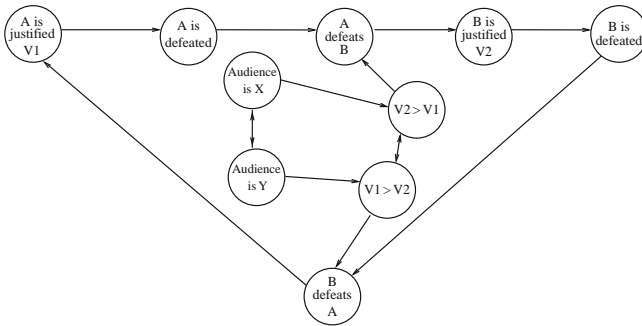 A is
justified
V1
A is
defeated
A
defeats
B
B is
justified
V2
B is
defeated
Audience
is X
V2 > V1
Audience
is Y
V1 > V2
B
defeats
A